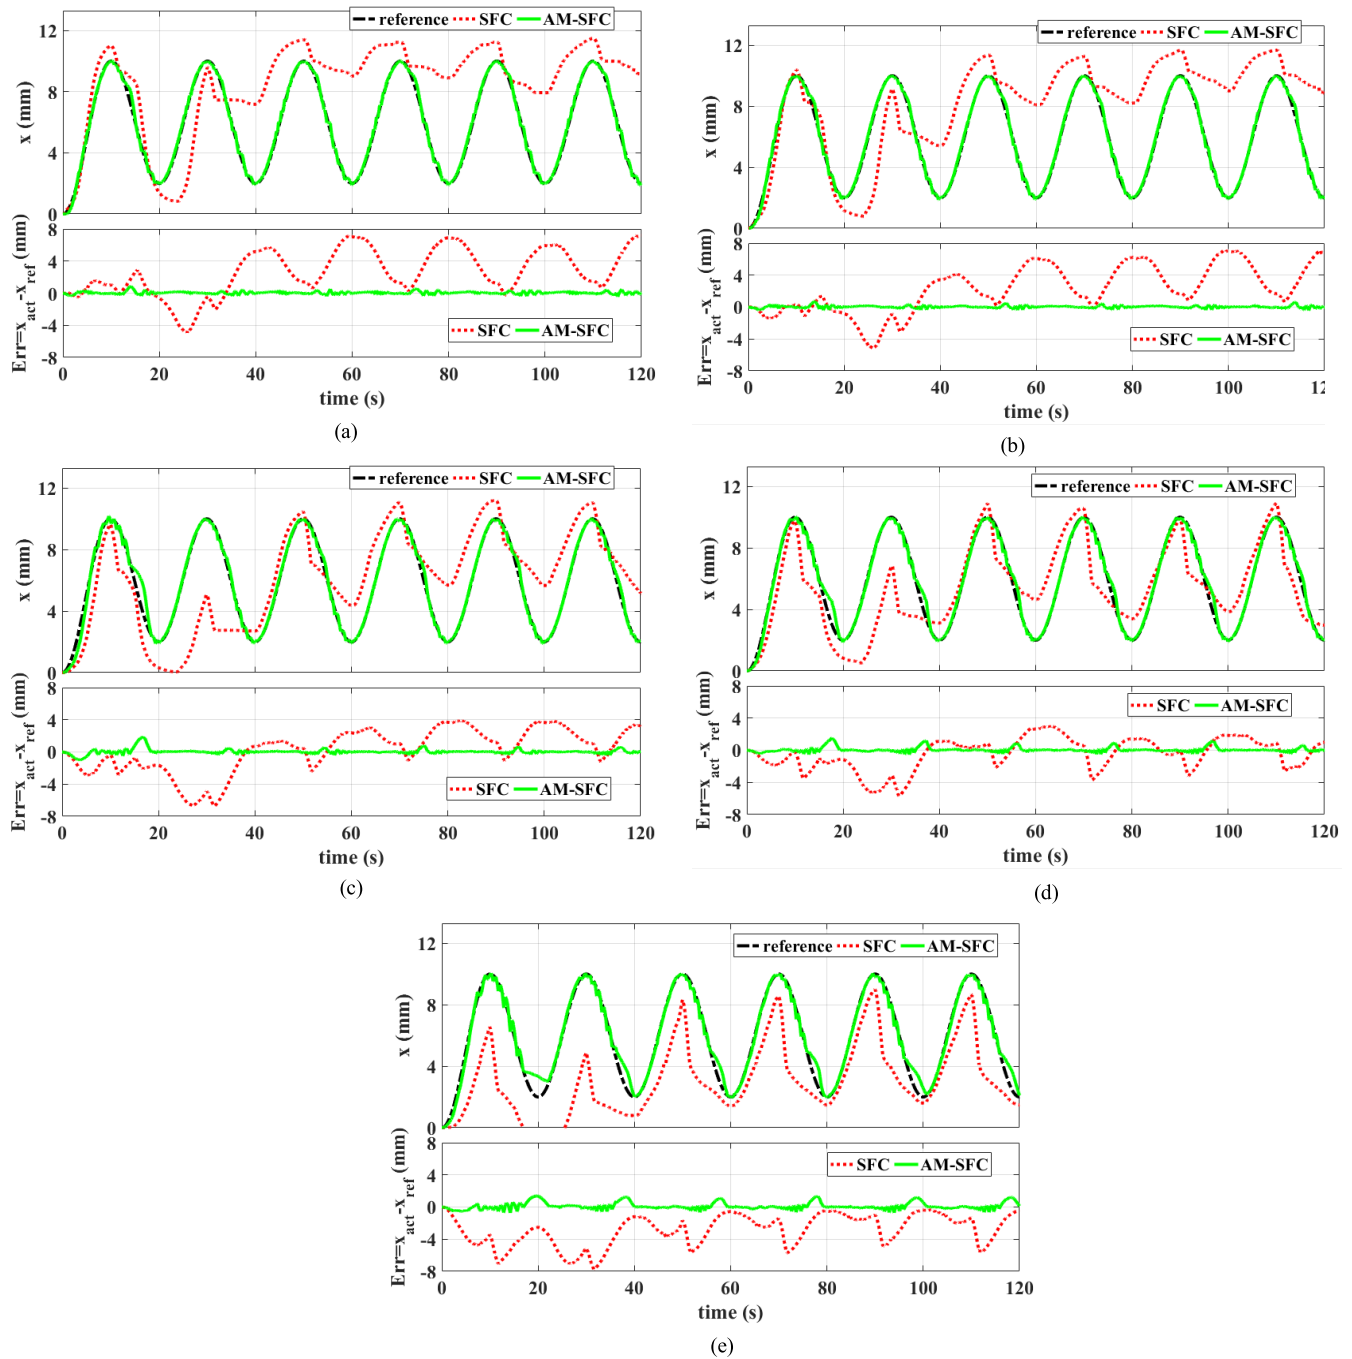 reference SFC AM-SFC
12
8
4
0
x (mm)
8
4
0
-4
-8
Err=x_act-x_ref (mm)
SFC AM-SFC
0 20 40 60 80 100 120
time (s)
(a)
reference SFC AM-SFC
12
8
4
0
x (mm)
8
4
0
-4
-8
Err=x_act-x_ref (mm)
SFC AM-SFC
0 20 40 60 80 100 120
time (s)
(b)
reference SFC AM-SFC
12
8
4
0
x (mm)
8
4
0
-4
-8
Err=x_act-x_ref (mm)
SFC AM-SFC
0 20 40 60 80 100 120
time (s)
(c)
reference SFC AM-SFC
12
8
4
0
x (mm)
8
4
0
-4
-8
Err=x_act-x_ref (mm)
SFC AM-SFC
0 20 40 60 80 100 120
time (s)
(d)
reference SFC AM-SFC
12
8
4
0
x (mm)
8
4
0
-4
-8
Err=x_act-x_ref (mm)
SFC AM-SFC
0 20 40 60 80 100 120
time (s)
(e)